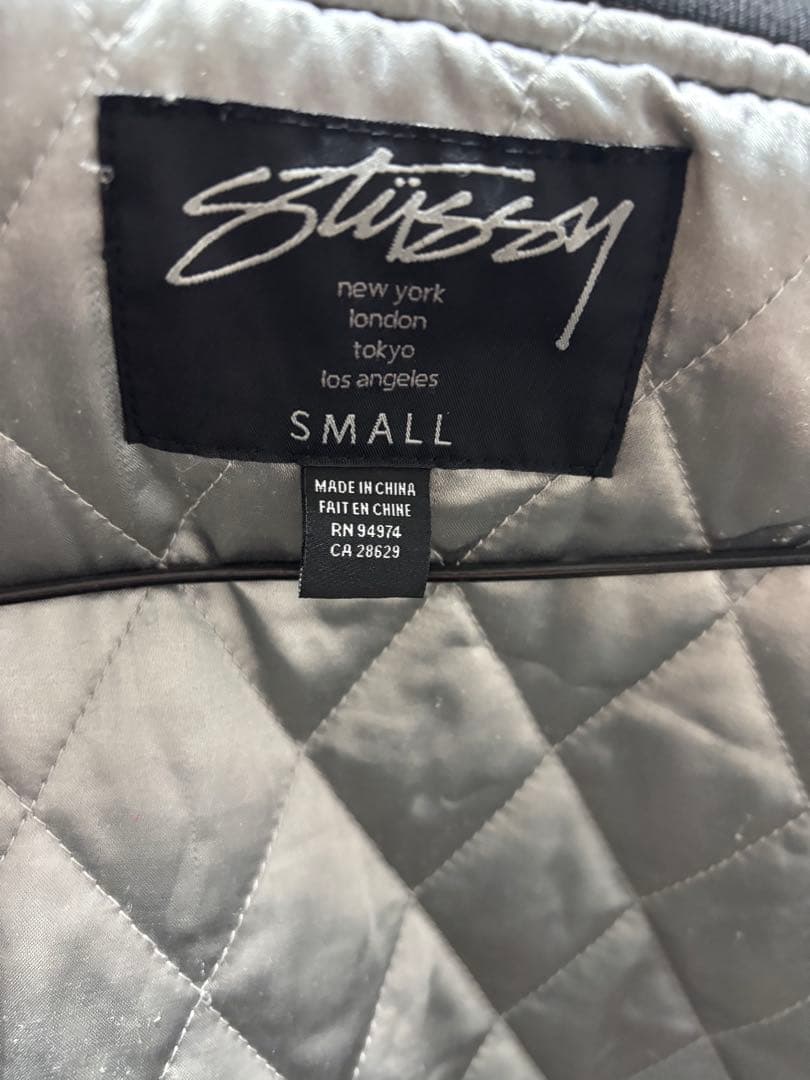 stüssy
new york
london
tokyo
los angeles
SMALL
MADE IN CHINA
FAIT EN CHINE
RN 94974
CA 28629